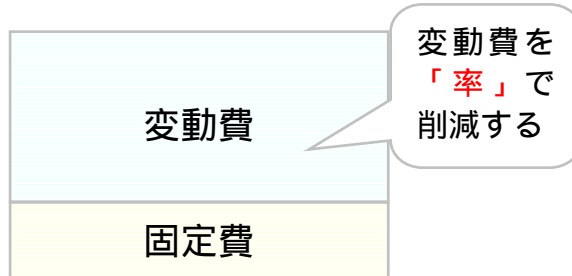 変動費を
「率」で
削減する
変動費
固定費